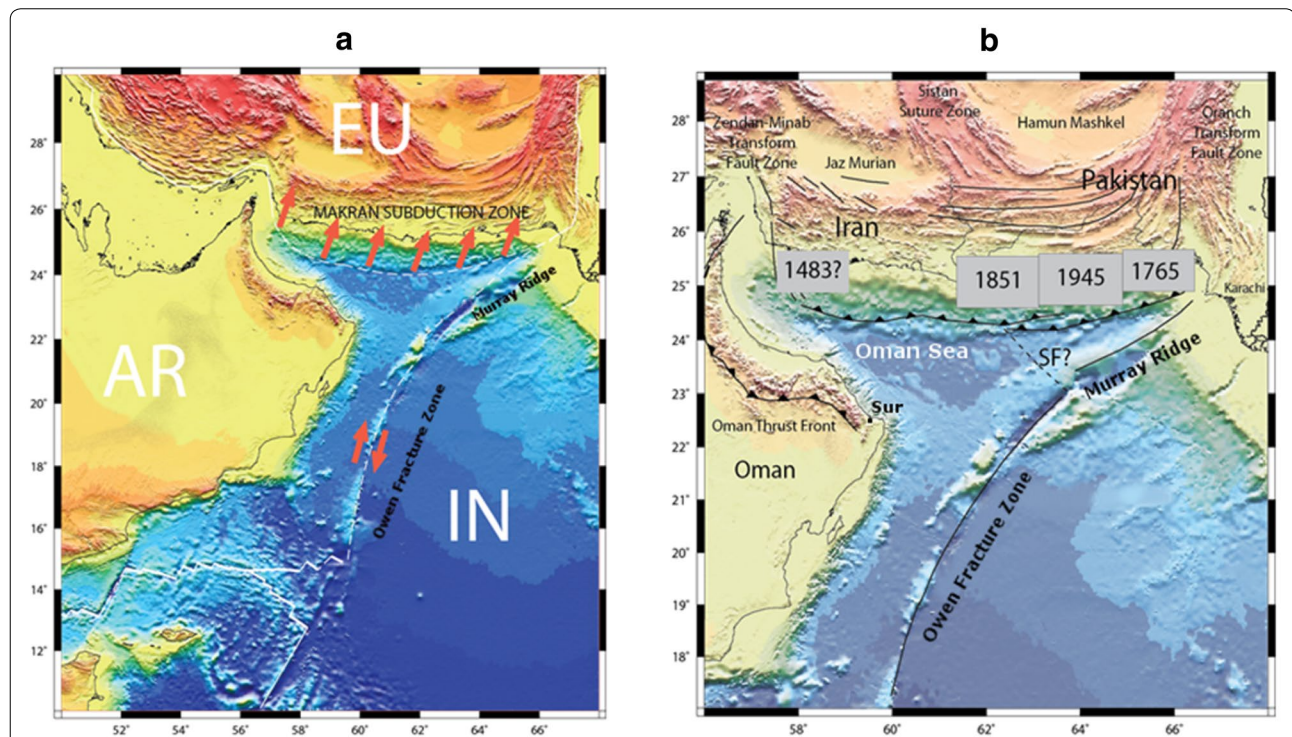 a
EU
MAKRAN SUBDUCTION ZONE
Murray Ridge
AR
Owen Fracture Zone
IN
28°
26°
24°
22°
20°
18°
16°
14°
12°
52°
54°
56°
58°
60°
62°
64°
66°
b
Sistan
Suture Zone
Hamun Mashkel
Oranch
Transform
Fault Zone
Zendan-Minab
Transform
Fault Zone
Jaz Murian
Pakistan
Iran
1483?
1851
1945
1765
Karachi
Oman Sea
SF?
Murray Ridge
Sur
Oman Thrust Front
Oman
Owen Fracture Zone
28°
27°
26°
25°
24°
23°
22°
21°
20°
19°
18°
58°
60°
62°
64°
66°